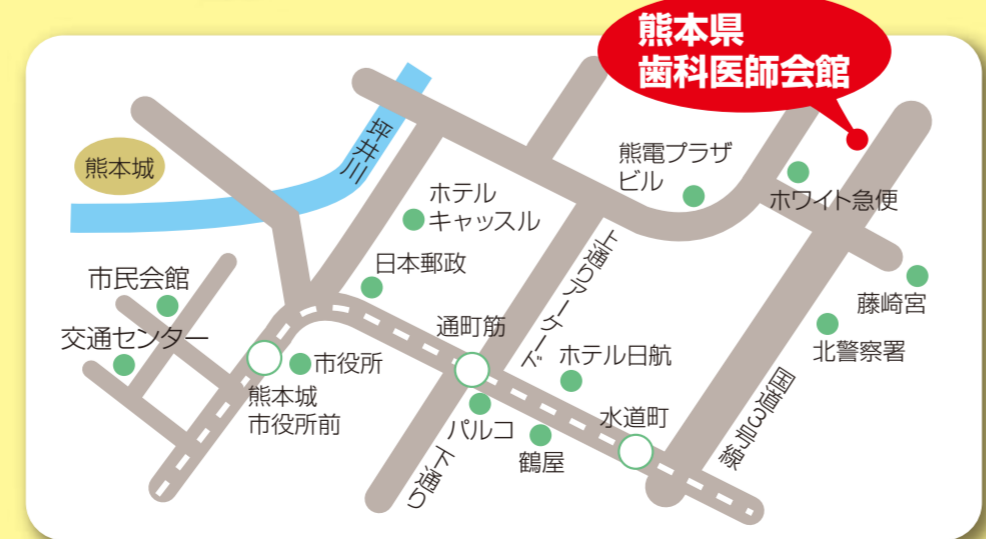 熊本県
歯科医師会館
熊本城
坪井川
熊電プラザ
ビル
ホワイト急便
ホテル
キャッスル
上通りアーケード
日本郵政
市民会館
藤崎宮
交通センター
通町筋
北警察署
市役所
ホテル日航
熊本城
市役所前
パルコ
水道町
国道3号線
鶴屋
下通り